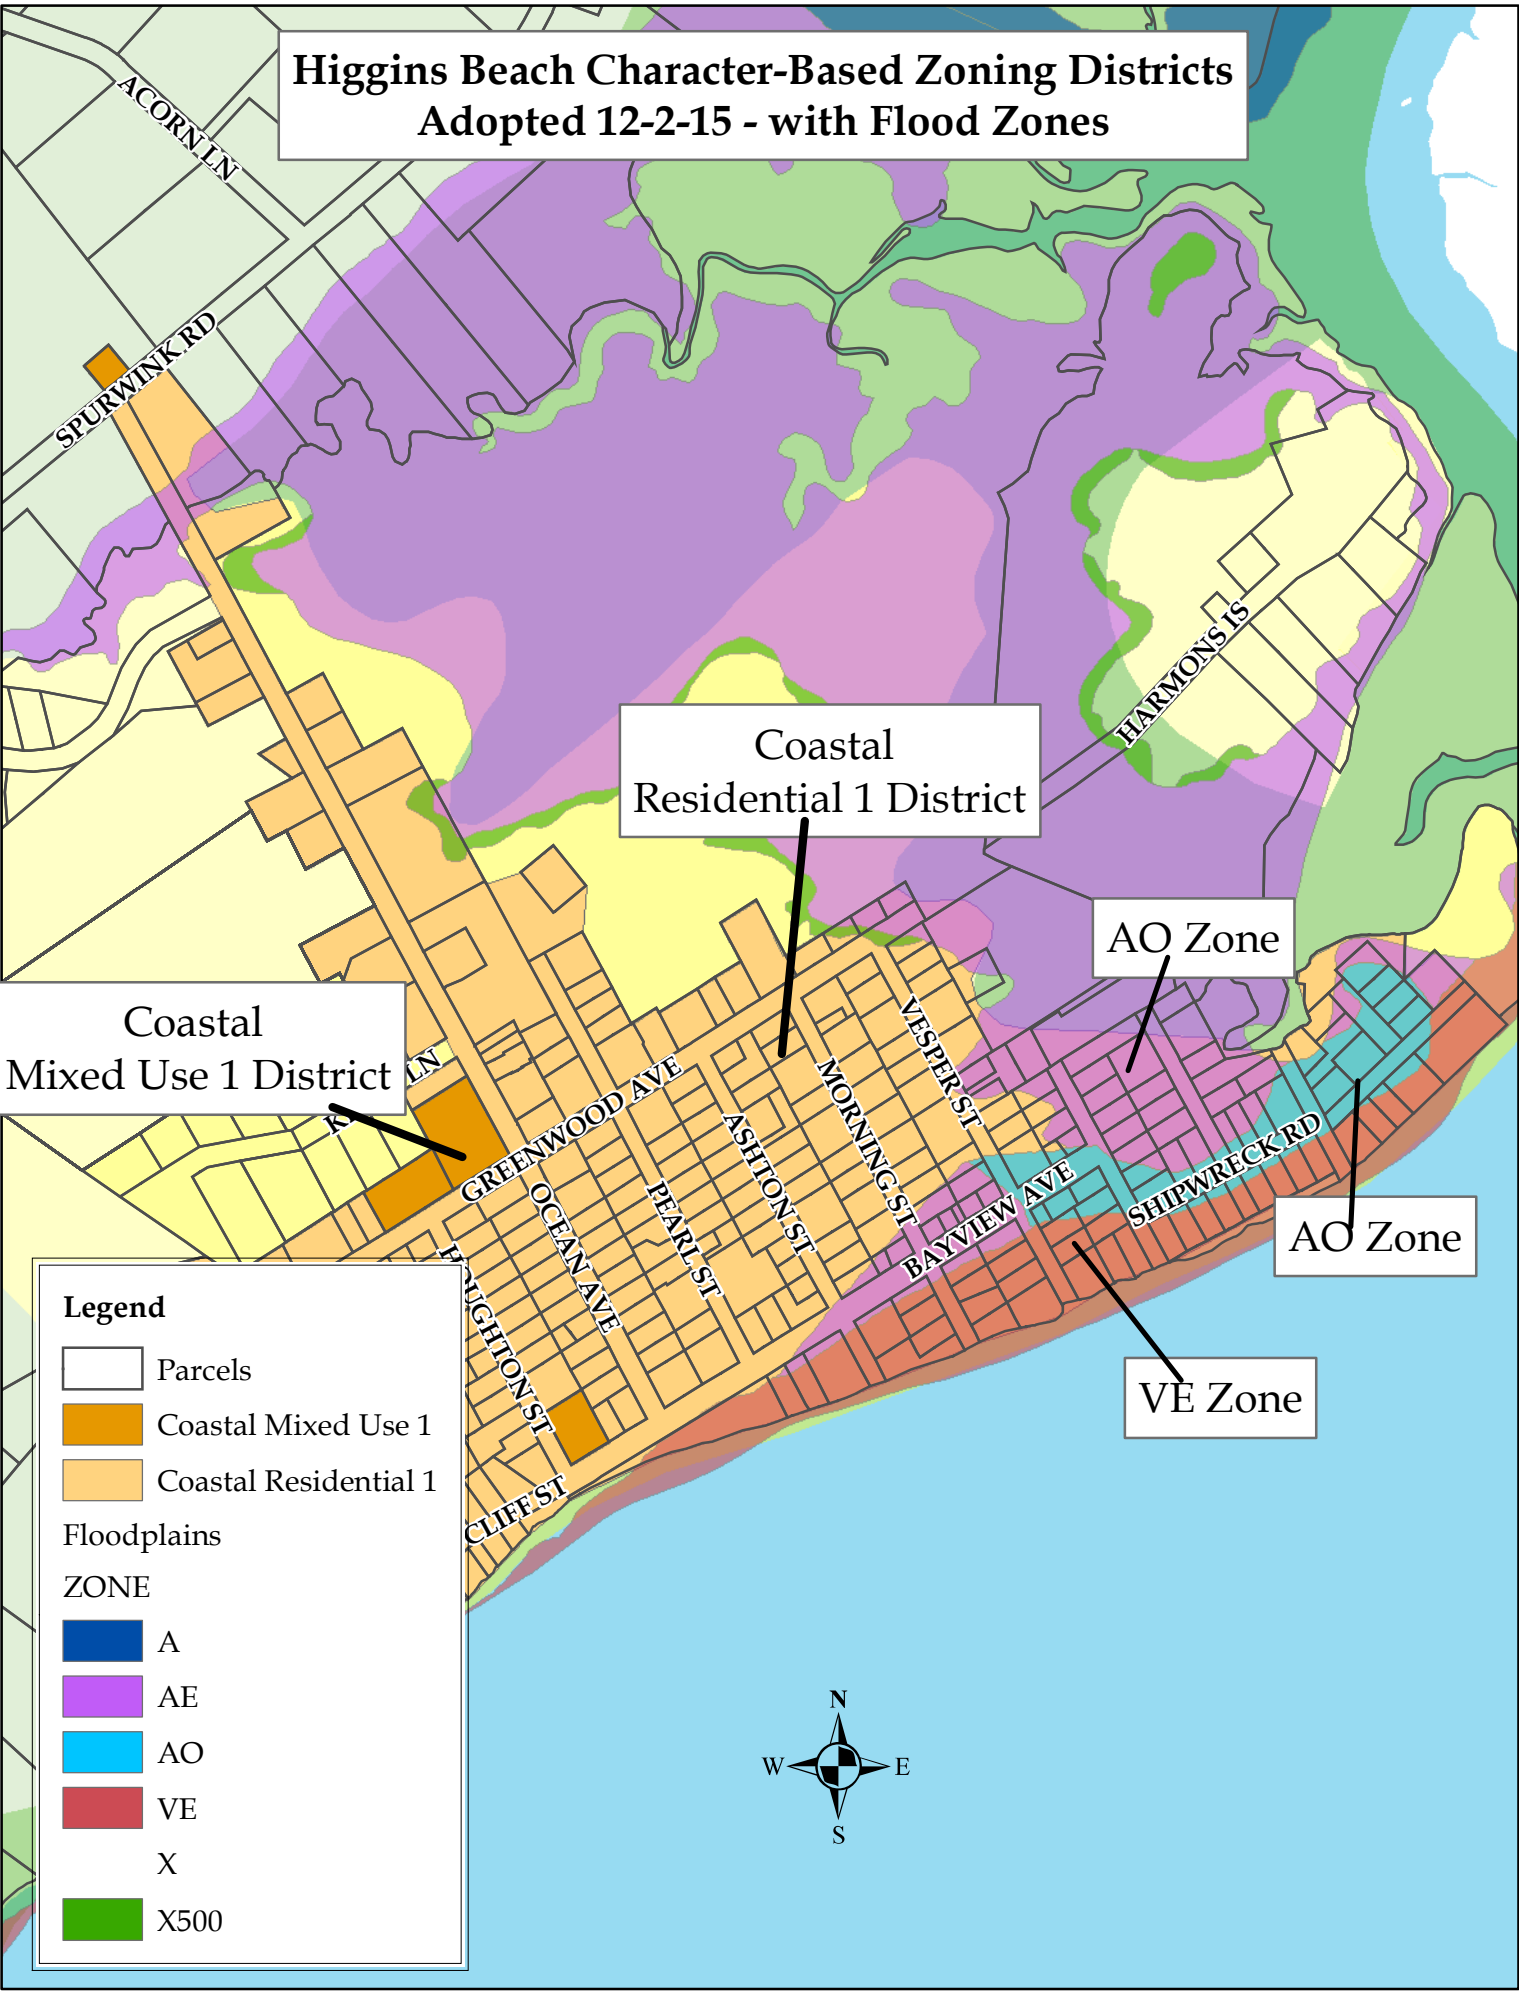 Higgins Beach Character-Based Zoning Districts
Adopted 12-2-15 - with Flood Zones
ACORN LN
SPURWINK RD
HARMONS IS
Coastal
Residential 1 District
AO Zone
Coastal
Mixed Use 1 District
LN
GREENWOOD AVE
VESPER ST
MORNING ST
ASHTON ST
PEARL ST
OCEAN AVE
HOUGHTON ST
BAYVIEW AVE
SHIPWRECK RD
CLIFF ST
AO Zone
VE Zone
Legend
Parcels
Coastal Mixed Use 1
Coastal Residential 1
Floodplains
ZONE
A
AE
AO
VE
X
X500
N
W E
S